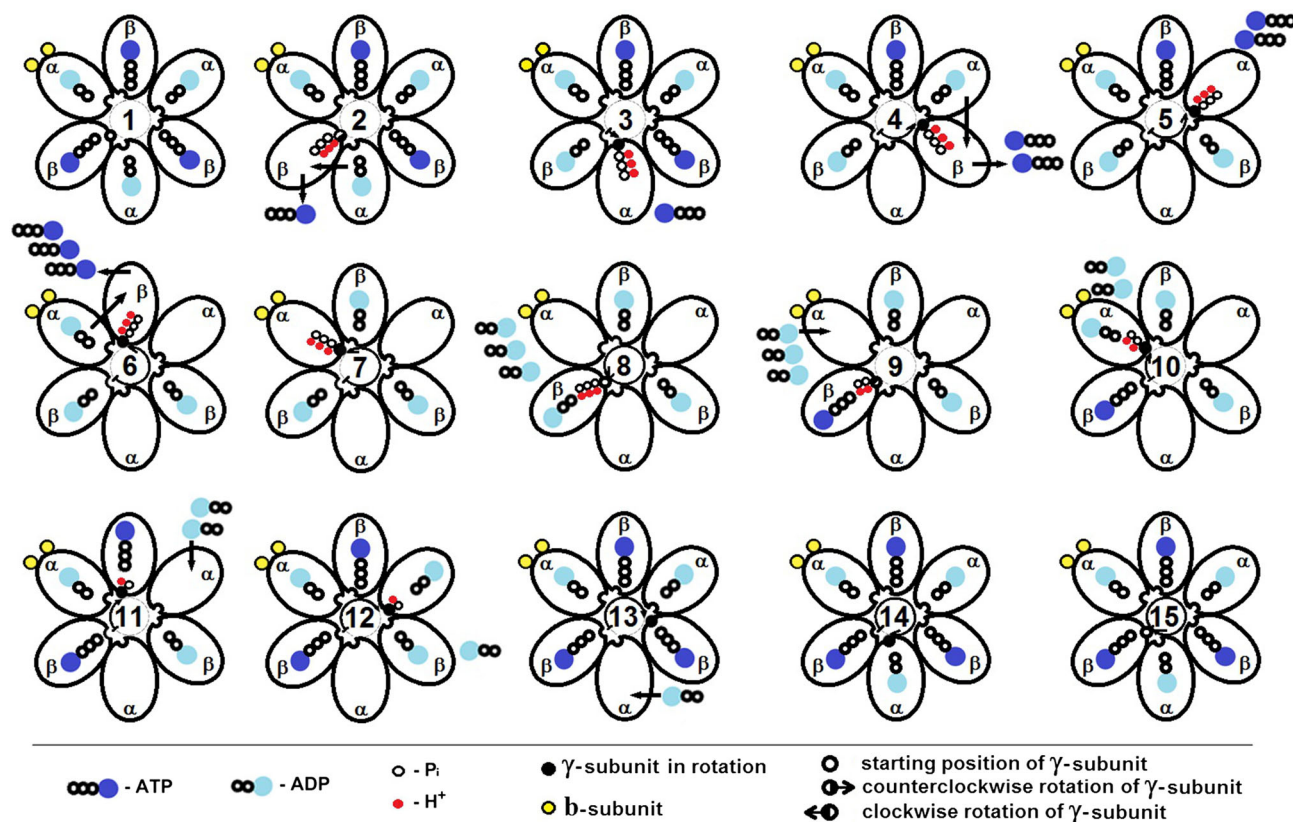 β
α α
1
β β
α
β
α α
2
β β
α
β
α α
3
β β
α
β
α α
4
β β
α
β
α α
5
β β
α
β
α α
6
β β
α
β
α α
7
β β
α
β
α α
8
β β
α
β
α α
9
β β
α
β
α α
10
β β
α
α α
11
β β
α
β
α α
12
β β
α
β
α α
13
β β
α
β
α α
14
β β
α
β
α α
15
β β
α
- ATP
- ADP
- Pi
- H+
γ-subunit in rotation
b-subunit
starting position of γ-subunit
counterclockwise rotation of γ-subunit
clockwise rotation of γ-subunit